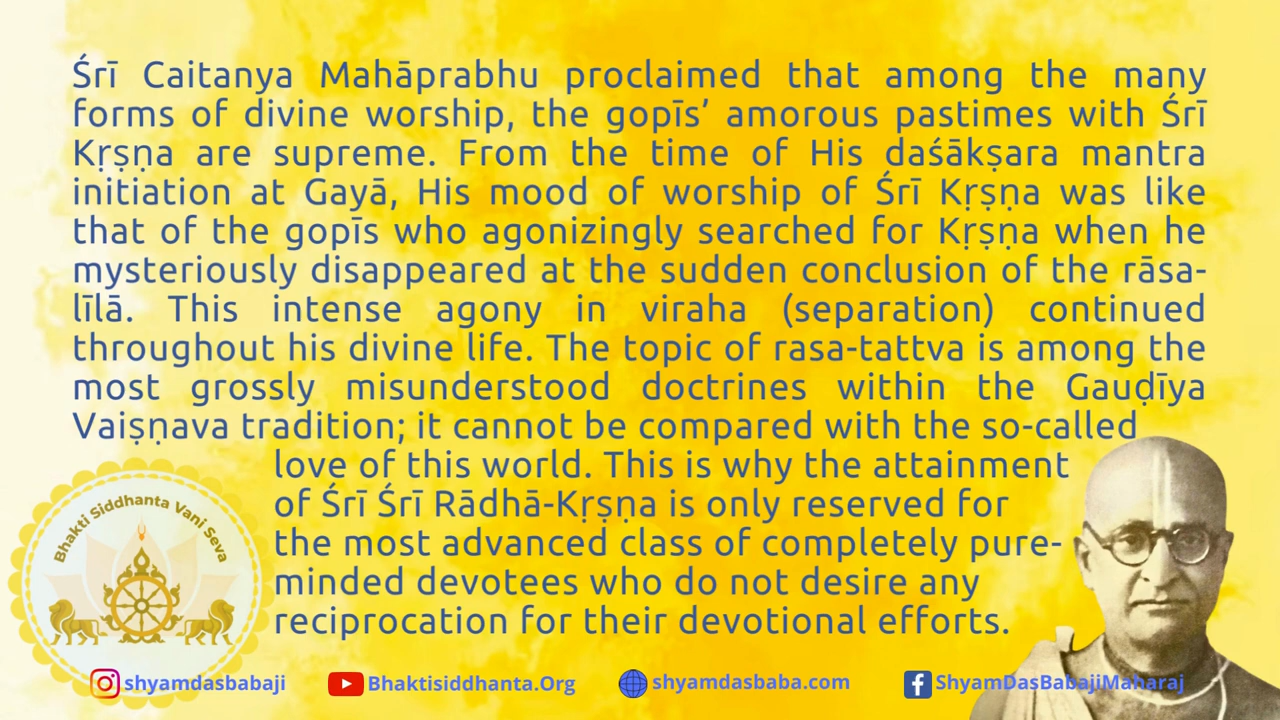 Śrī Caitanya Mahāprabhu proclaimed that among the many
forms of divine worship, the gopīs’ amorous pastimes with Śrī
Kṛṣṇa are supreme. From the time of His daśākṣara mantra
initiation at Gayā, His mood of worship of Śrī Kṛṣṇa was like
that of the gopīs who agonizingly searched for Kṛṣṇa when he
mysteriously disappeared at the sudden conclusion of the rāsa-
līlā. This intense agony in viraha (separation) continued
throughout his divine life. The topic of rasa-tattva is among the
most grossly misunderstood doctrines within the Gauḍīya
Vaiṣṇava tradition; it cannot be compared with the so-called
love of this world. This is why the attainment
of Śrī Śrī Rādhā-Kṛṣṇa is only reserved for
the most advanced class of completely pure-
minded devotees who do not desire any
reciprocation for their devotional efforts.
Bhakti Siddhanta Vani Seva
shyamdasbabaji
Bhaktisiddhanta.Org
shyamdasbaba.com
ShyamDasBabajiMaharaj